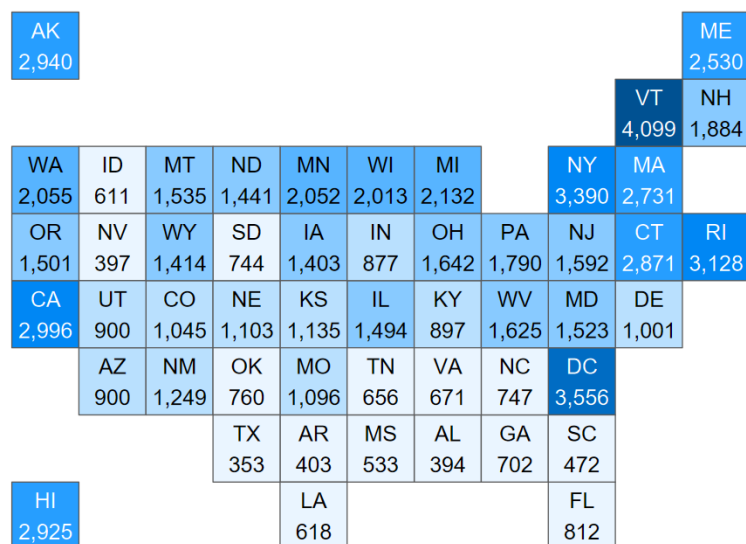 AK ME
2,940 2,530
VT NH
4,099 1,884
WA ID MT ND MN WI MI NY MA
2,055 611 1,535 1,441 2,052 2,013 2,132 3,390 2,731
OR NV WY SD IA IN OH PA NJ CT RI
1,501 397 1,414 744 1,403 877 1,642 1,790 1,592 2,871 3,128
CA UT CO NE KS IL KY WV MD DE
2,996 900 1,045 1,103 1,135 1,494 897 1,625 1,523 1,001
AZ NM OK MO TN VA NC DC
900 1,249 760 1,096 656 671 747 3,556
TX AR MS AL GA SC
353 403 533 394 702 472
HI LA FL
2,925 618 812